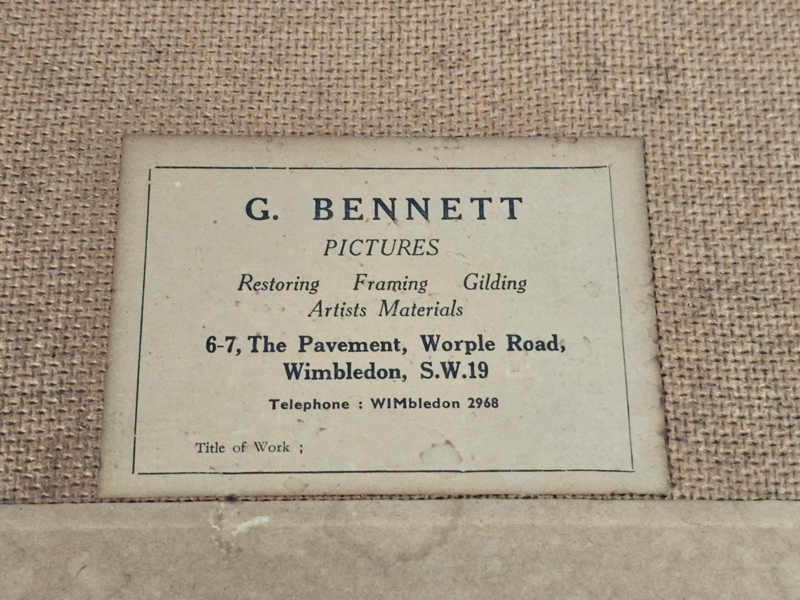 G. BENNETT
PICTURES
Restoring Framing Gilding
Artists Materials
6-7, The Pavement, Worple Road,
Wimbledon, S.W.19
Telephone : WIMbledon 2968
Title of Work ;